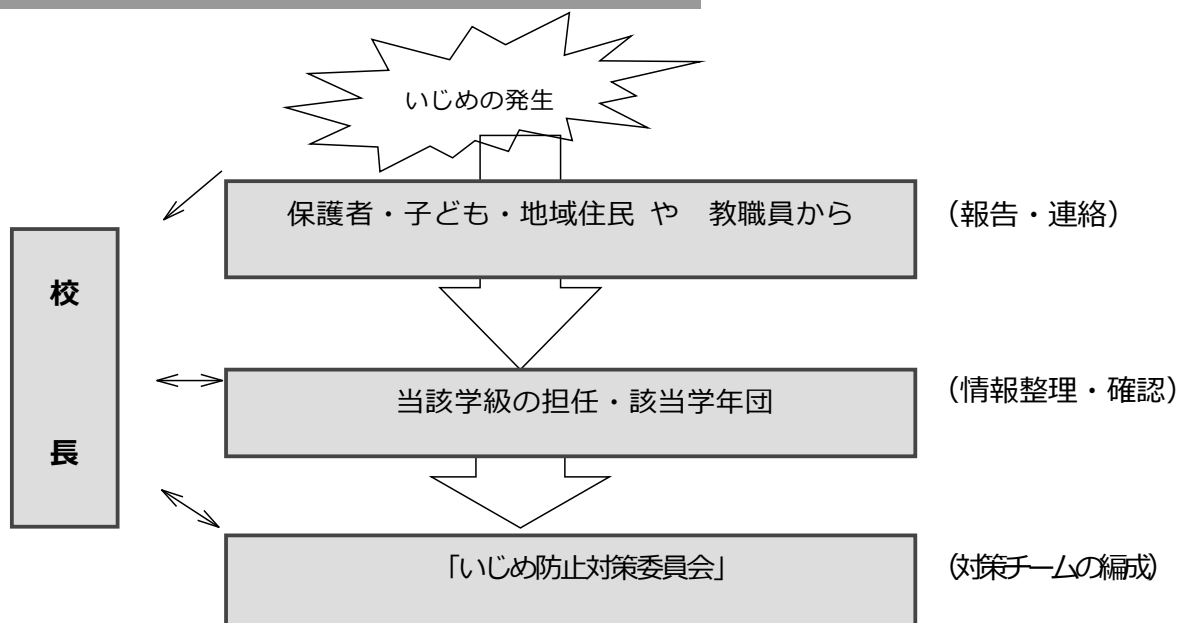 いじめの発生
保護者・子ども・地域住民 や　教職員から
（報告・連絡）
校
長
当該学級の担任・該当学年団
（情報整理・確認）
「いじめ防止対策委員会」
（対策チームの編成）